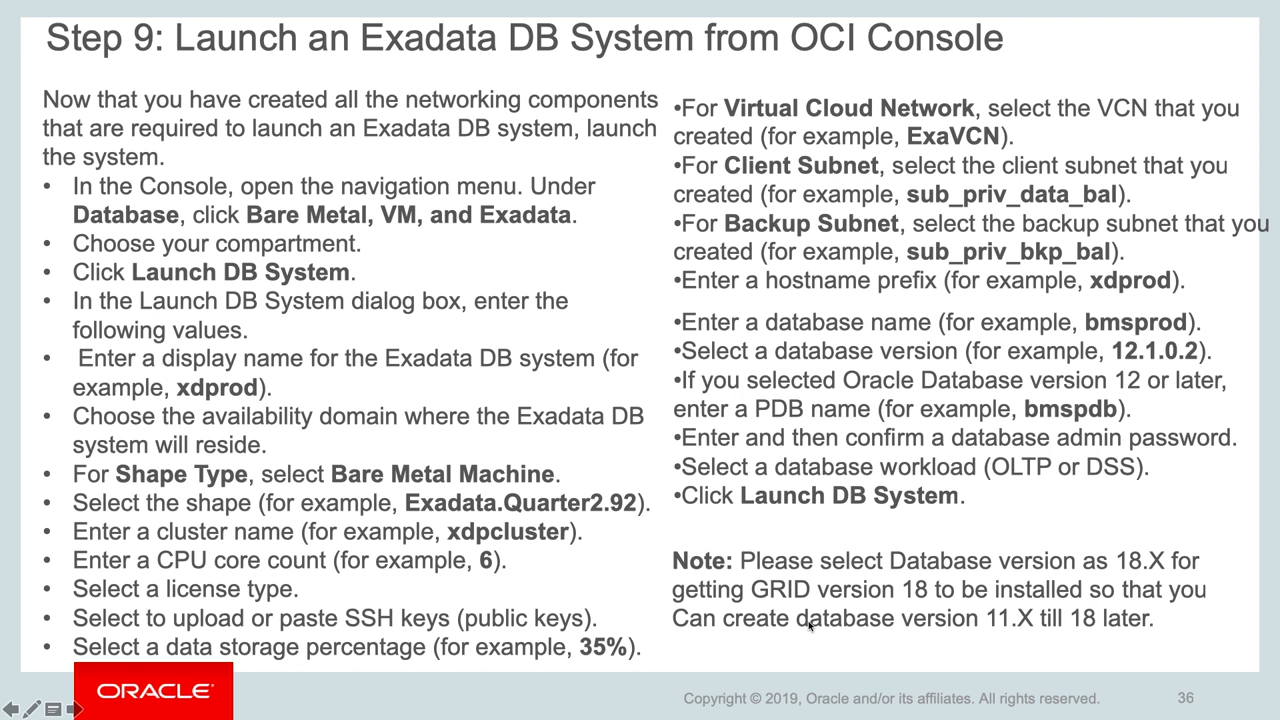 Step 9: Launch an Exadata DB System from OCI Console
Now that you have created all the networking components
that are required to launch an Exadata DB system, launch
the system.
• In the Console, open the navigation menu. Under
Database, click Bare Metal, VM, and Exadata.
• Choose your compartment.
• Click Launch DB System.
• In the Launch DB System dialog box, enter the
following values.
• Enter a display name for the Exadata DB system (for
example, xdprod).
• Choose the availability domain where the Exadata DB
system will reside.
• For Shape Type, select Bare Metal Machine.
• Select the shape (for example, Exadata.Quarter2.92).
• Enter a cluster name (for example, xdpcluster).
• Enter a CPU core count (for example, 6).
• Select a license type.
• Select to upload or paste SSH keys (public keys).
• Select a data storage percentage (for example, 35%).
•For Virtual Cloud Network, select the VCN that you
created (for example, ExaVCN).
•For Client Subnet, select the client subnet that you
created (for example, sub_priv_data_bal).
•For Backup Subnet, select the backup subnet that you
created (for example, sub_priv_bkp_bal).
•Enter a hostname prefix (for example, xdprod).
•Enter a database name (for example, bmsprod).
•Select a database version (for example, 12.1.0.2).
•If you selected Oracle Database version 12 or later,
enter a PDB name (for example, bmspdb).
•Enter and then confirm a database admin password.
•Select a database workload (OLTP or DSS).
•Click Launch DB System.
Note: Please select Database version as 18.X for
getting GRID version 18 to be installed so that you
Can create database version 11.X till 18 later.
ORACLE®
Copyright © 2019, Oracle and/or its affiliates. All rights reserved.
36